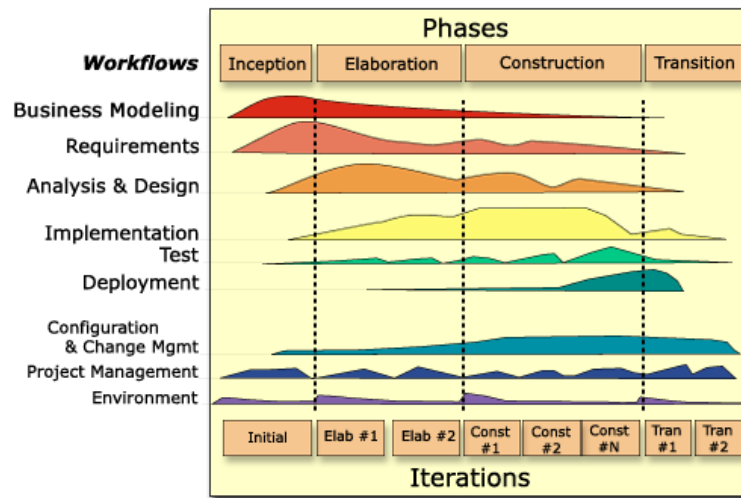 Phases
Workflows
Inception
Elaboration
Construction
Transition
Business Modeling
Requirements
Analysis & Design
Implementation
Test
Deployment
Configuration
& Change Mgmt
Project Management
Environment
Initial
Elab #1
Elab #2
Const
#1
Const
#2
Const
#N
Tran
#1
Tran
#2
Iterations